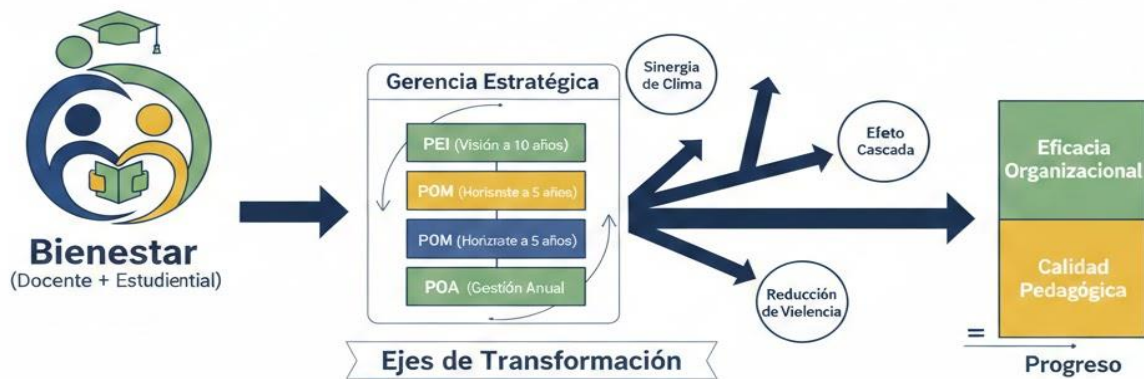 Bienestar
(Docente + Estudiential)
Gerencia Estratégica
PEI (Visión a 10 años)
POM (Horisnste a 5 años)
POM (Horizrate a 5 años)
POA (Gestión Anual
Ejes de Transformación
Sinergia
de Clima
Efeto
Cascada
Reducción
de Vielencia
Eficacia
Organizacional
Calidad
Pedagógica
=
Progreso